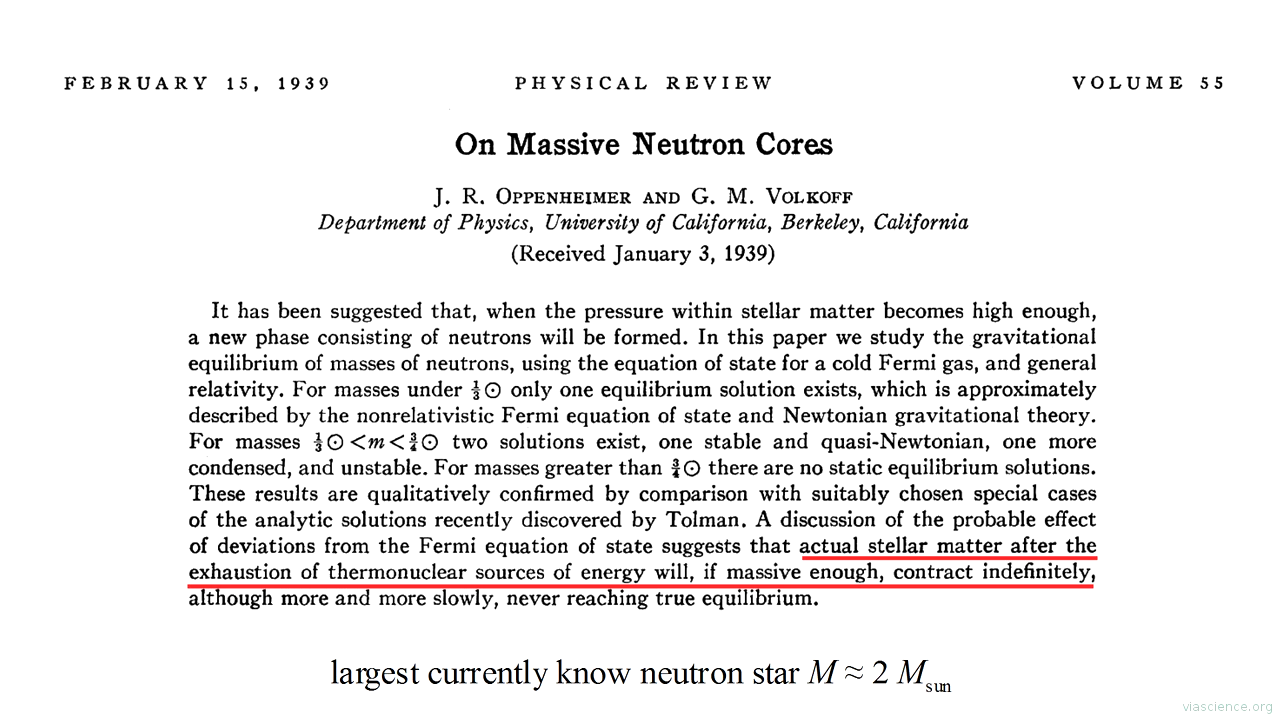 FEBRUARY 15, 1939 PHYSICAL REVIEW VOLUME 55
On Massive Neutron Cores
J. R. OPPENHEIMER AND G. M. VOLKOFF
Department of Physics, University of California, Berkeley, California
(Received January 3, 1939)
It has been suggested that, when the pressure within stellar matter becomes high enough,
a new phase consisting of neutrons will be formed. In this paper we study the gravitational
equilibrium of masses of neutrons, using the equation of state for a cold Fermi gas, and general
relativity. For masses under ⅓⊙ only one equilibrium solution exists, which is approximately
described by the nonrelativistic Fermi equation of state and Newtonian gravitational theory.
For masses ⅓⊙<m<¾⊙ two solutions exist, one stable and quasi-Newtonian, one more
condensed, and unstable. For masses greater than ¾⊙ there are no static equilibrium solutions.
These results are qualitatively confirmed by comparison with suitably chosen special cases
of the analytic solutions recently discovered by Tolman. A discussion of the probable effect
of deviations from the Fermi equation of state suggests that actual stellar matter after the
exhaustion of thermonuclear sources of energy will, if massive enough, contract indefinitely,
although more and more slowly, never reaching true equilibrium.
largest currently know neutron star M ≈ 2 M_sun
viascience.org